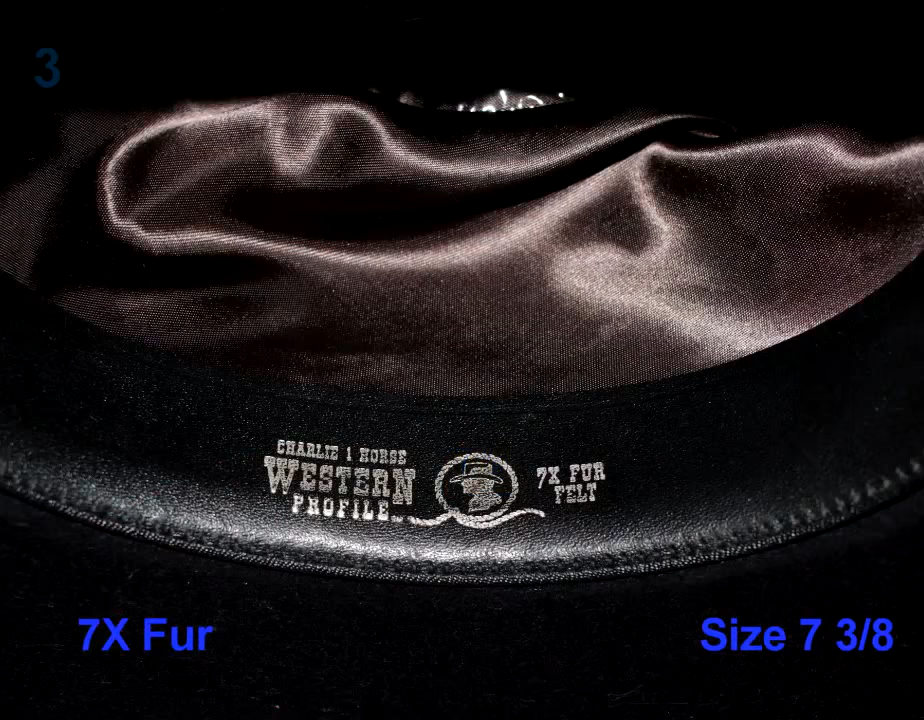 3
CHARLIE 1 HORSE
WESTERN
PROFILE
7X FUR
FELT
7X Fur
Size 7 3/8